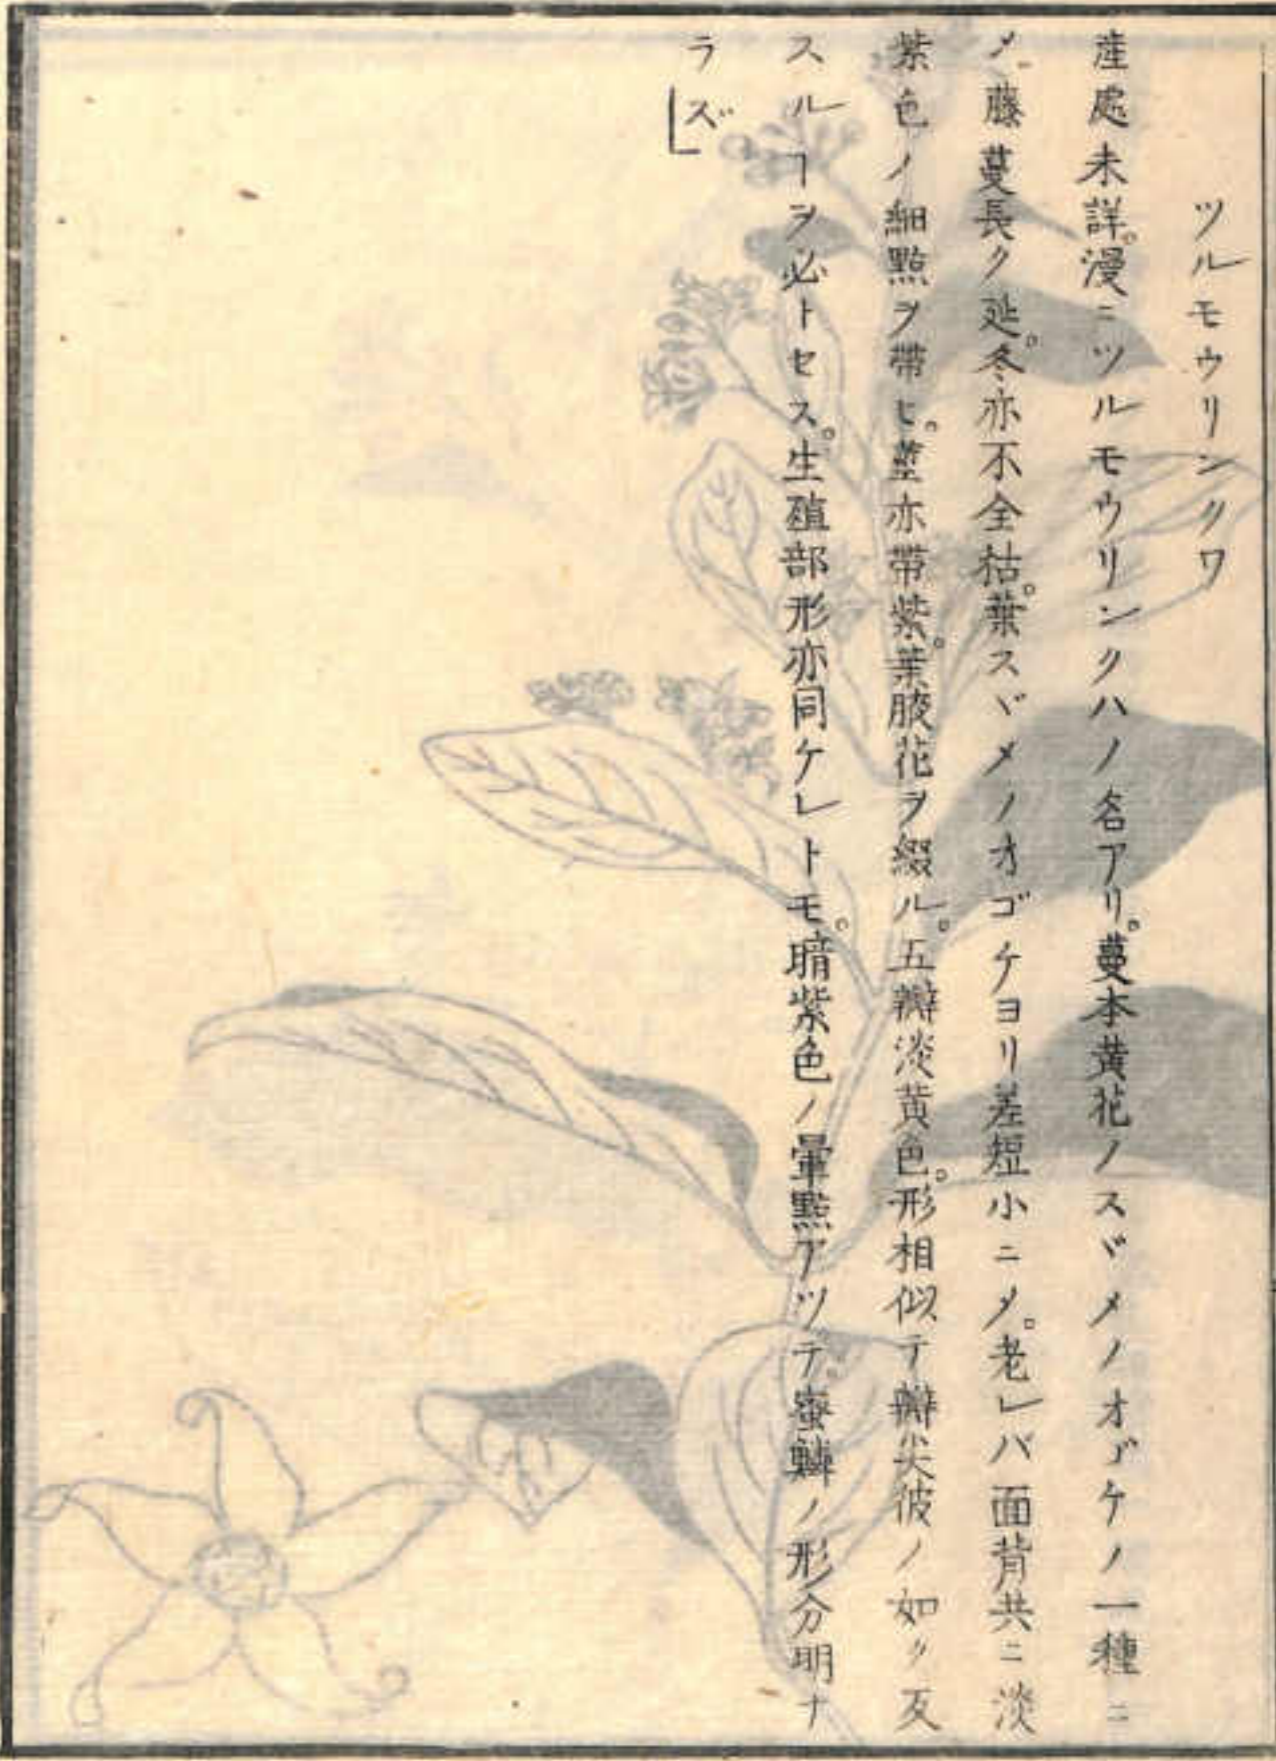 ツルモウリンクワ
産處未詳。漫ニツルモウリンクハノ名アリ。蔓本黄花ノスヾメノオゴケノ一種ニ
〆。藤蔓長ク延。冬亦不全枯。葉スヾメノオゴケヨリ差短小ニ〆。老レバ面背共ニ淡
紫色ノ細點ヲ帶ヒ。莖亦帶紫。葉腋花ヲ綴ル。五瓣淡黄色。形相似テ瓣尖彼ノ如ク反
スルヿヲ必トセス。生殖部形亦同ケレトモ。暗紫色ノ暈點アツテ。蜜鱗ノ形分明ナ
ラズ」